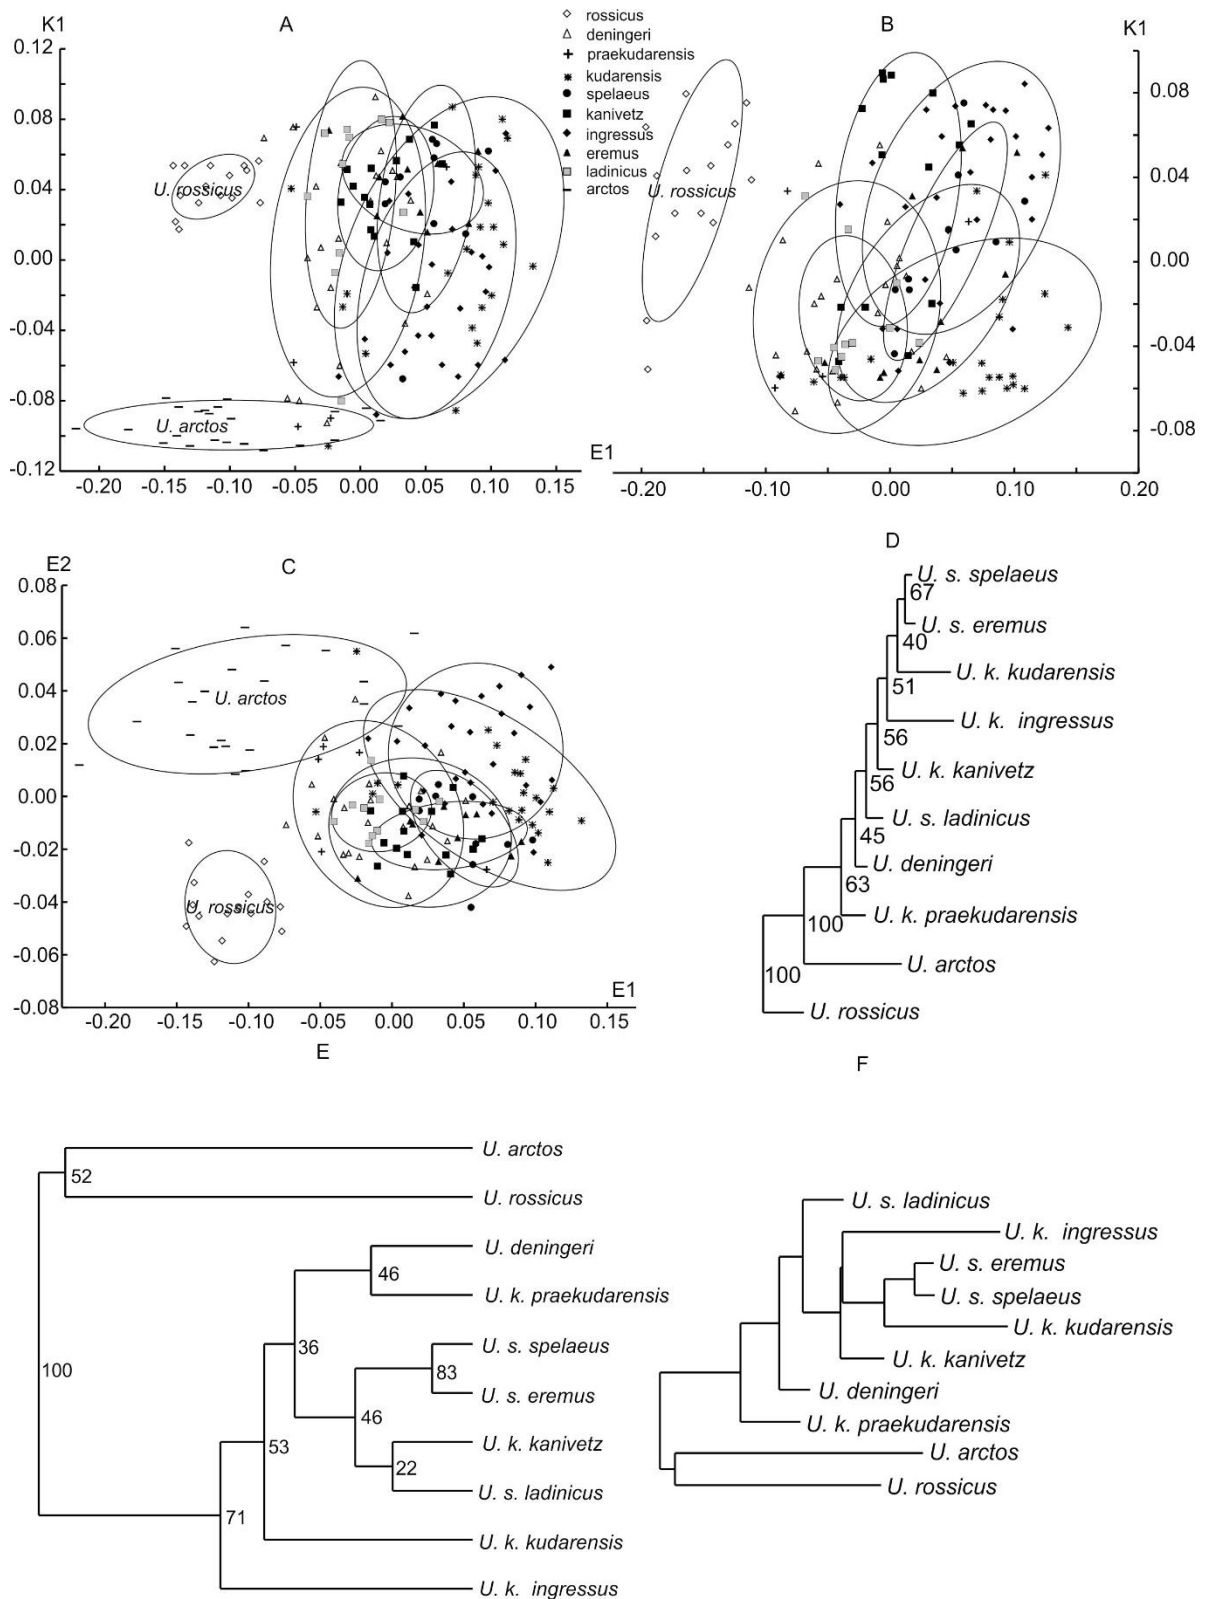 K1
A
rossicus
deningeri
praekudarensis
kudarensis
spelaeus
kanivetz
ingressus
eremus
ladinicus
arctos
B
K1
0.12
0.08
0.04
0.00
-0.04
-0.08
-0.12
U. rossicus
U. arctos
E1
-0.20 -0.15 -0.10 -0.05 0.00 0.05 0.10 0.15
U. rossicus
0.08
0.04
0.00
-0.04
-0.08
-0.20 -0.10 0.00 0.10 0.20
E2
C
0.08
0.06
0.04
0.02
0.00
-0.02
-0.04
-0.06
-0.08
U. arctos
U. rossicus
E1
-0.20 -0.15 -0.10 -0.05 0.00 0.05 0.10 0.15
D
U. s. spelaeus
67
U. s. eremus
40
U. k. kudarensis
51
U. k. ingressus
56
U. k. kanivetz
56
U. s. ladinicus
45
U. deningeri
63
U. k. praekudarensis
100
U. arctos
100
U. rossicus
E
U. arctos
52
U. rossicus
U. deningeri
46
U. k. praekudarensis
36
U. s. spelaeus
100
83
U. s. eremus
46
53
U. k. kanivetz
22
U. s. ladinicus
71
U. k. kudarensis
U. k. ingressus
F
U. s. ladinicus
U. k. ingressus
U. s. eremus
U. s. spelaeus
U. k. kudarensis
U. k. kanivetz
U. deningeri
U. k. praekudarensis
U. arctos
U. rossicus